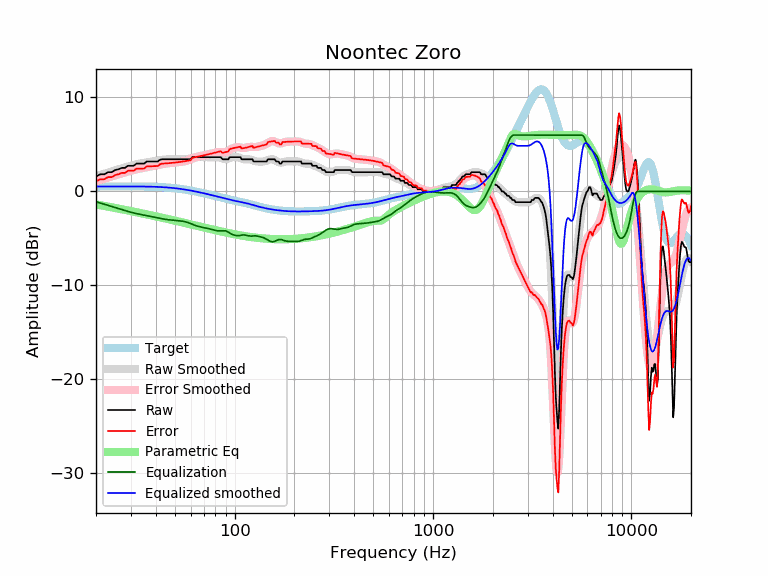 Noontec Zoro
Amplitude (dBr)
10
0
−10
−20
−30
Target
Raw Smoothed
Error Smoothed
Raw
Error
Parametric Eq
Equalization
Equalized smoothed
100
1000
10000
Frequency (Hz)